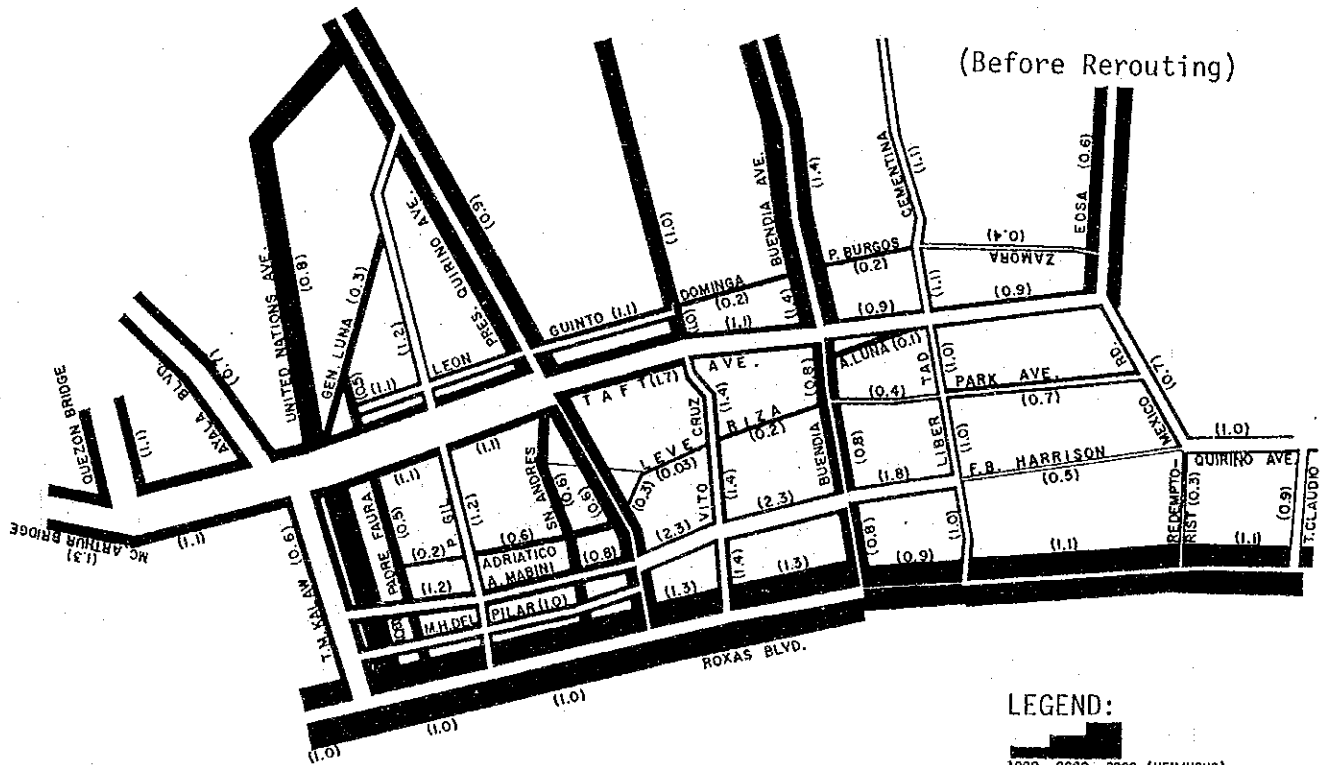 (Before Rerouting)
QUEZON BRIDGE
(1.1)
AYALA BLVD.
(0.7)
MC ARTHUR BRIDGE
(1.3)
(1.1)
UNITED NATIONS AVE.
(0.8)
GEN LUNA (0.3)
(0.5)
(1.1)
(1.2)
LEON
GUINTO (1.1)
PRES. QUIRINO AVE.
(0.9)
(1.0)
DOMINGA
(0.2)
BUENDIA AVE.
(1.4)
(1.4)
P. BURGOS
(0.2)
CEMENTINA
(1.1)
(0.4)
ZAMORA
EDSA (0.6)
(1.1)
(0.9)
(1.1)
(0.9)
TAFT (1.7) AVE.
A. LUNA (0.1)
(0.4)
PARK AVE.
(0.7)
MEXICO RD.
(0.7)
(1.0)
QUIRINO AVE.
T. CLAUDIO
(0.9)
REDEMPTO-
RIST (0.3)
(1.1)
F.B. HARRISON
(0.5)
(1.1)
LIBERTAD
(1.0)
(1.0)
(1.0)
(1.8)
(0.9)
BUENDIA
(0.8)
(0.8)
(0.8)
(2.3)
(1.3)
VITO CRUZ
(1.4)
(1.4)
(1.4)
LEVERIZA
(0.2)
(0.3)
(0.03)
(2.3)
(1.3)
SN ANDRES
(0.6)
(0.6)
(1.1)
(0.6)
ADRIATICO
(0.8)
A. MABINI
(0.2)
(1.2)
P. GIL
(1.2)
M.H. DEL PILAR (1.0)
PADRE FAURA
(0.5)
(1.1)
T.M. KALAW (0.6)
ROXAS BLVD.
(1.0)
(1.0)
(1.0)
LEGEND: